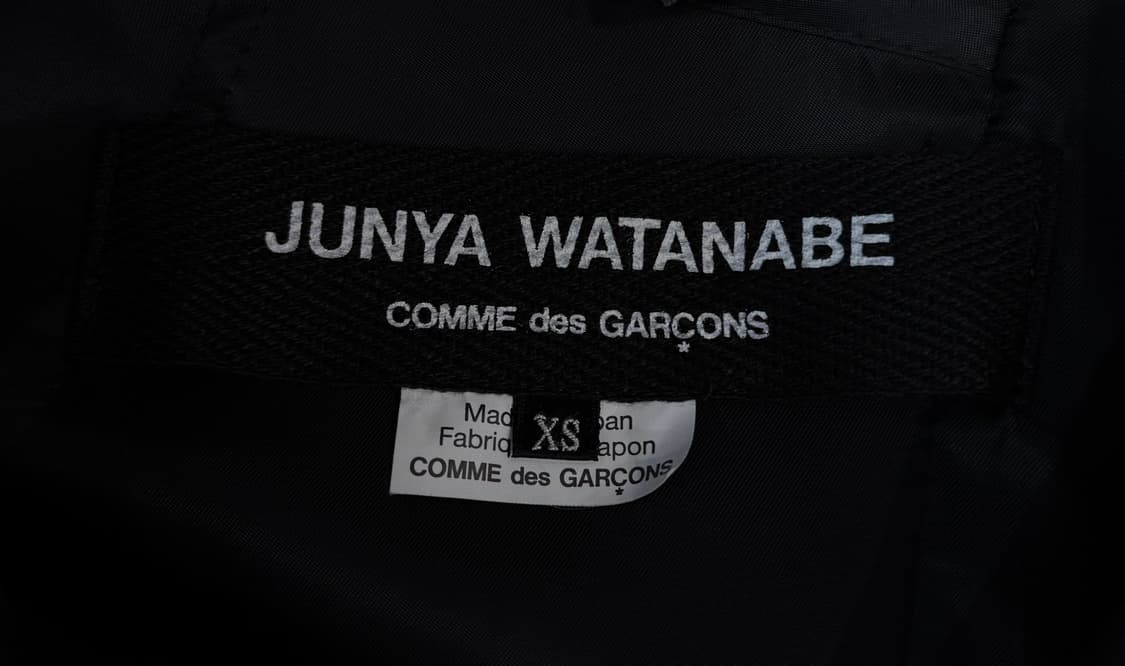 JUNYA WATANABE
COMME des GARÇONS
*
XS
COMME des GARÇONS
*